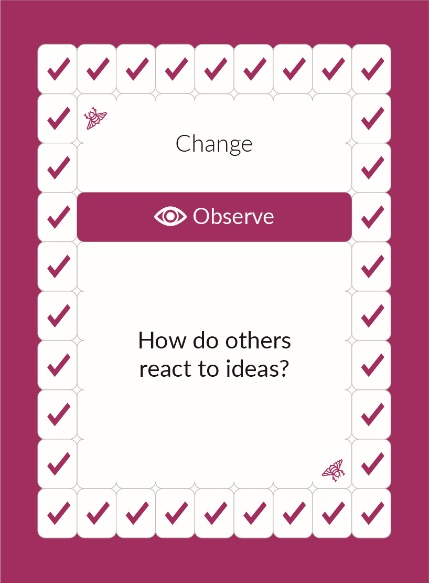 Change
Observe
How do others
react to ideas?